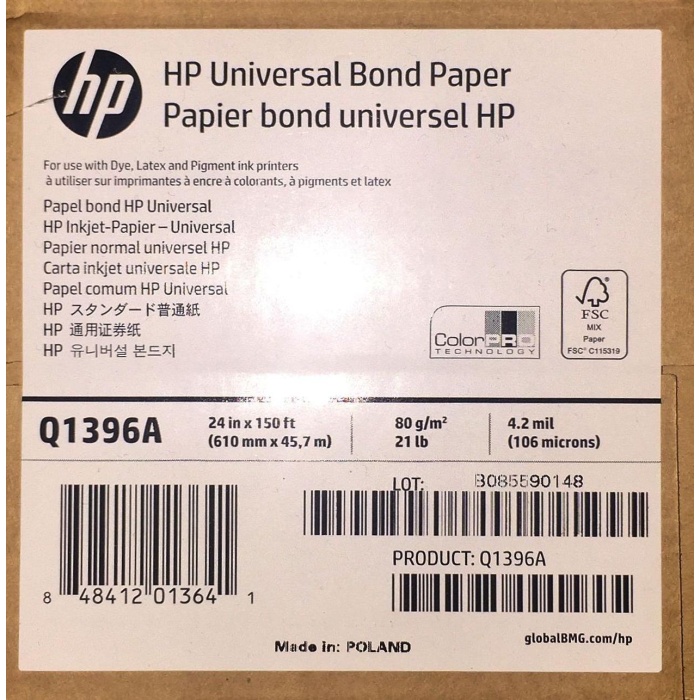 hp
HP Universal Bond Paper
Papier bond universel HP
For use with Dye, Latex and Pigment ink printers
à utiliser sur imprimantes à encre à colorants, à pigments et latex
Papel bond HP Universal
HP Inkjet-Papier – Universal
Papier normal universel HP
Carta inkjet universale HP
Papel comum HP Universal
HP スタンダード普通紙
HP 通用证券纸
HP 유니버설 본드지
ColorPRO
TECHNOLOGY
FSC
MIX
Paper
FSC® C115319
Q1396A
24 in x 150 ft
(610 mm x 45,7 m)
80 g/m²
21 lb
4.2 mil
(106 microns)
LOT: B085590148
PRODUCT: Q1396A
8 48412 01364 1
Made in: POLAND
globalBMG.com/hp